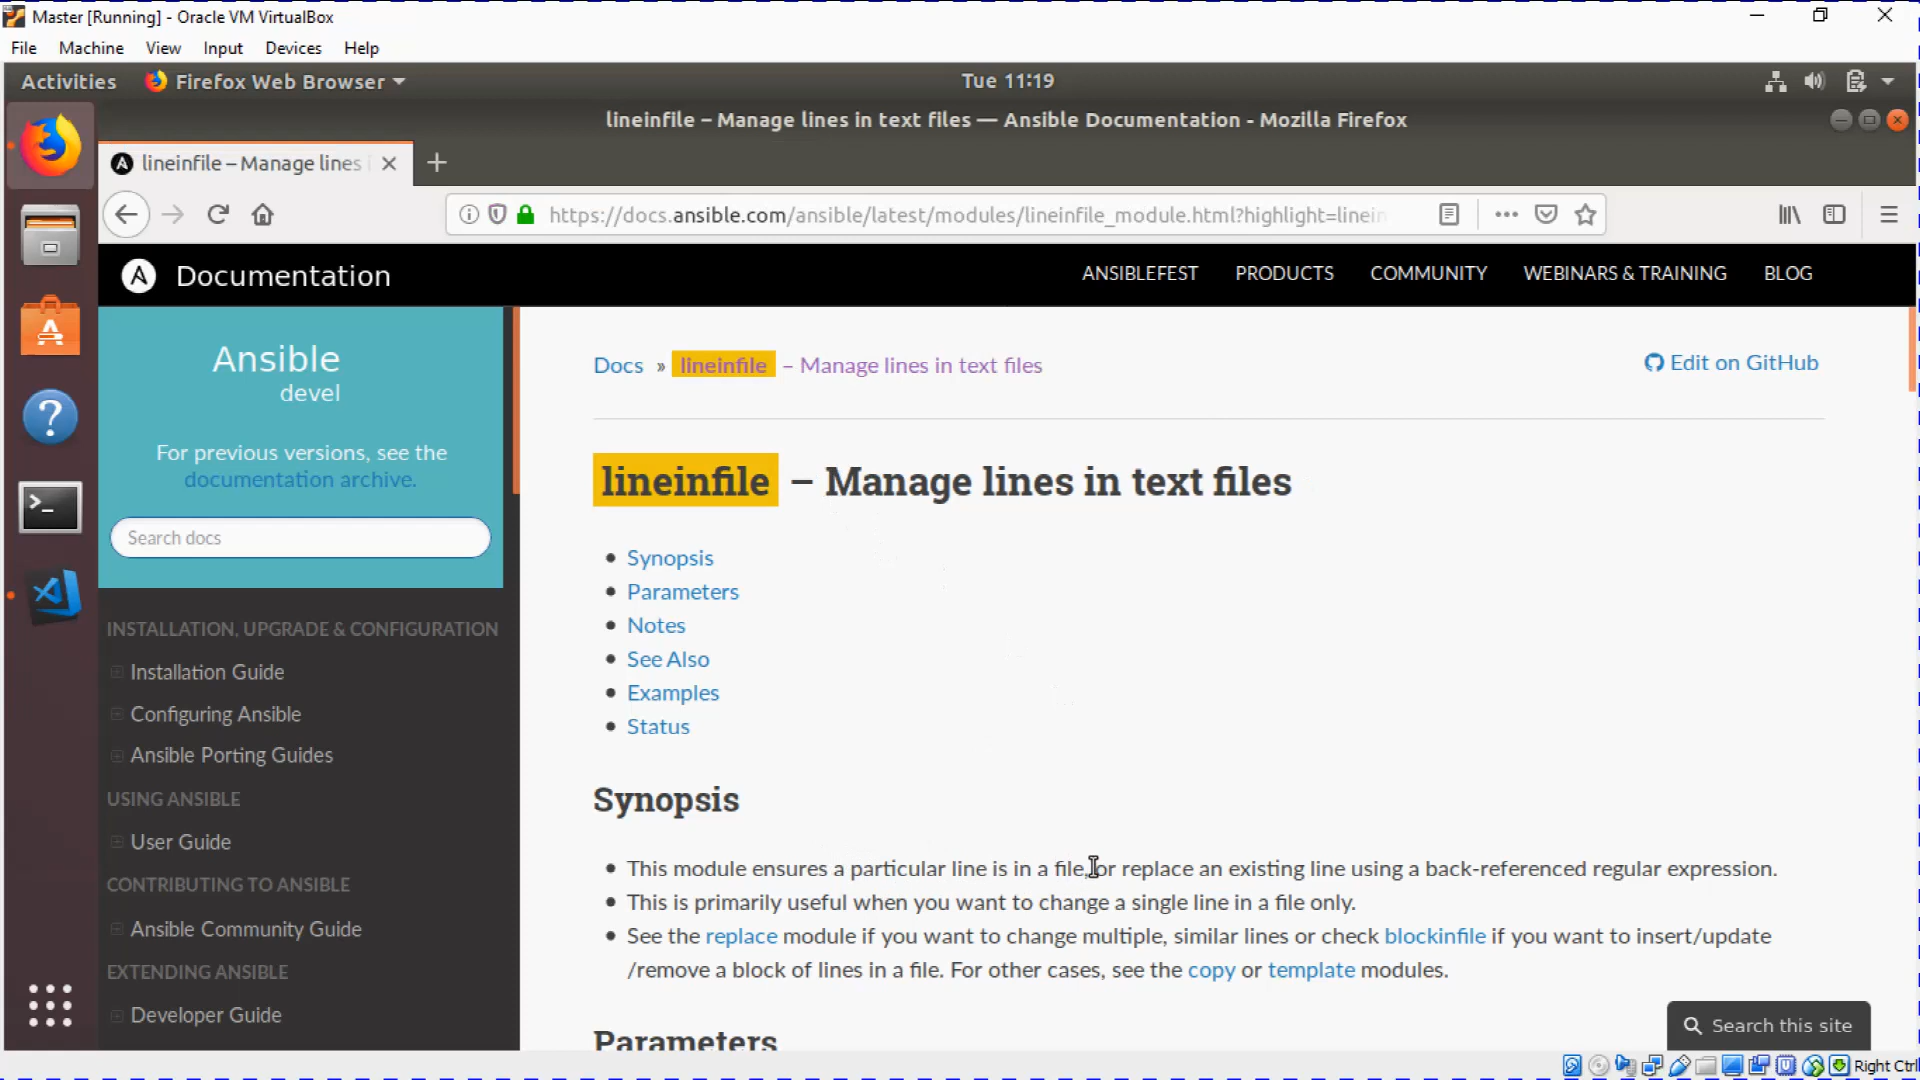 Master [Running] - Oracle VM VirtualBox
File Machine View Input Devices Help
Activities Firefox Web Browser Tue 11:19
lineinfile – Manage lines in text files — Ansible Documentation - Mozilla Firefox
lineinfile – Manage lines
https://docs.ansible.com/ansible/latest/modules/lineinfile_module.html?highlight=linein
Documentation
ANSIBLEFEST PRODUCTS COMMUNITY WEBINARS & TRAINING BLOG
Ansible
devel
For previous versions, see the
documentation archive.
Search docs
INSTALLATION, UPGRADE & CONFIGURATION
Installation Guide
Configuring Ansible
Ansible Porting Guides
USING ANSIBLE
User Guide
CONTRIBUTING TO ANSIBLE
Ansible Community Guide
EXTENDING ANSIBLE
Developer Guide
Docs » lineinfile – Manage lines in text files
Edit on GitHub
lineinfile – Manage lines in text files
Synopsis
Parameters
Notes
See Also
Examples
Status
Synopsis
This module ensures a particular line is in a file, or replace an existing line using a back-referenced regular expression.
This is primarily useful when you want to change a single line in a file only.
See the replace module if you want to change multiple, similar lines or check blockinfile if you want to insert/update
/remove a block of lines in a file. For other cases, see the copy or template modules.
Parameters
Search this site
Right Ctrl